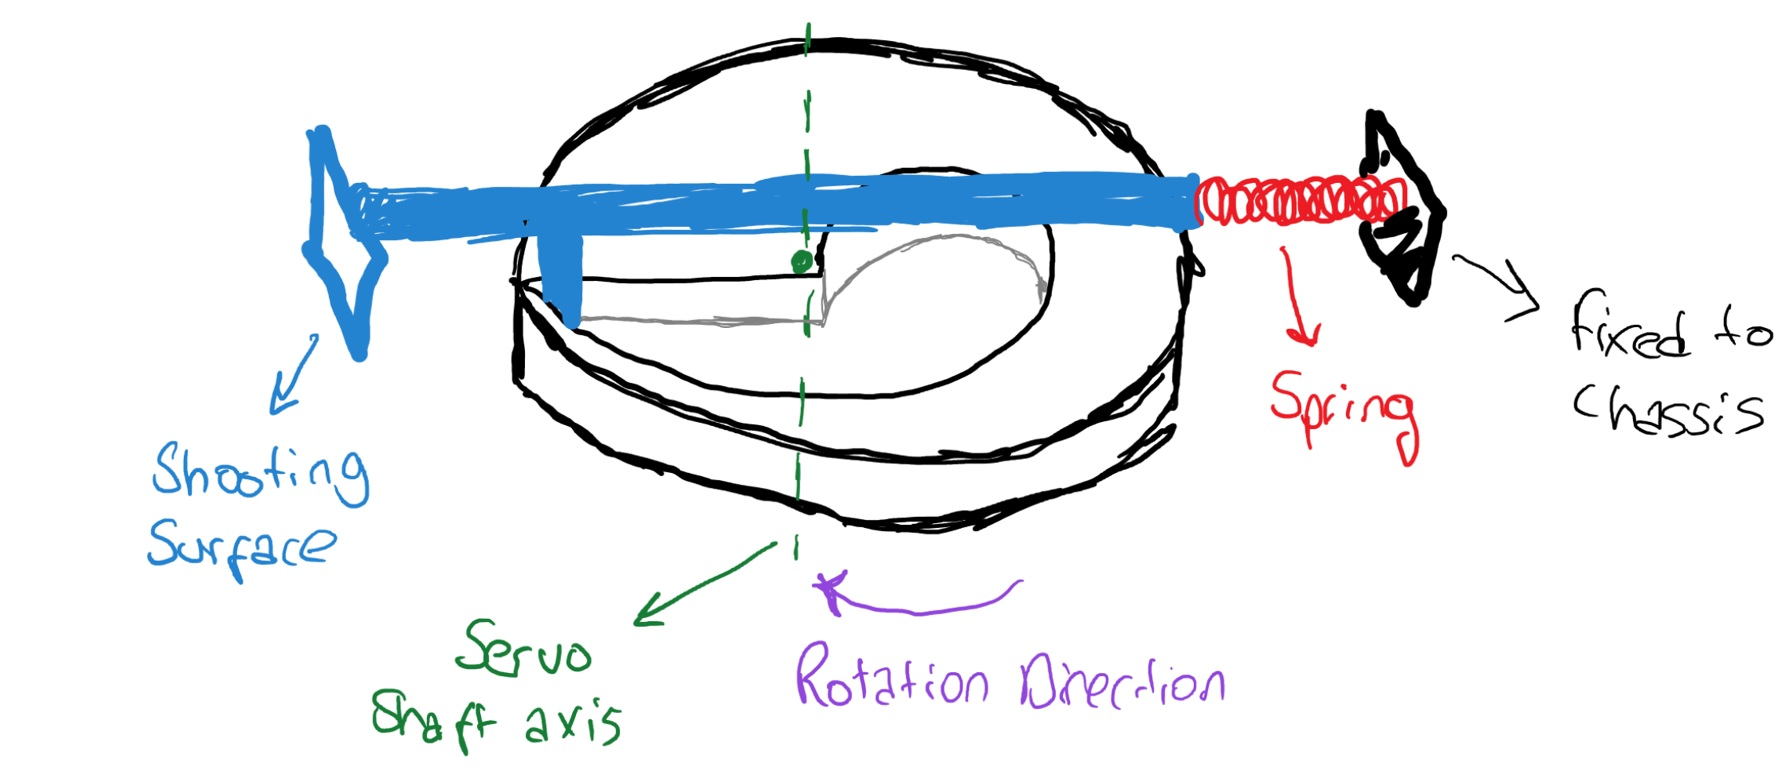 fixed to
chassis
Spring
Shooting
Surface
Servo
Shaft axis
Rotation Direction